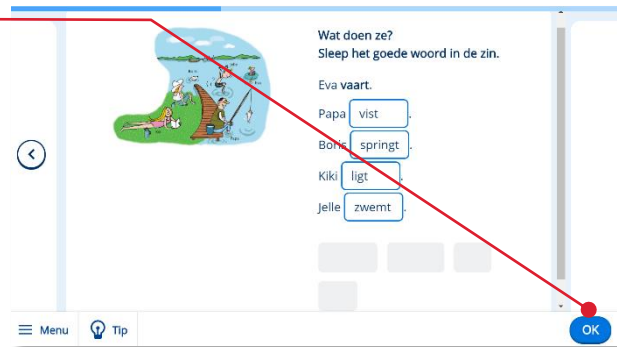 Wat doen ze?
Sleep het goede woord in de zin.
Eva vaart.
Papa vist.
Boris springt.
Kiki ligt.
Jelle zwemt.
Menu Tip OK